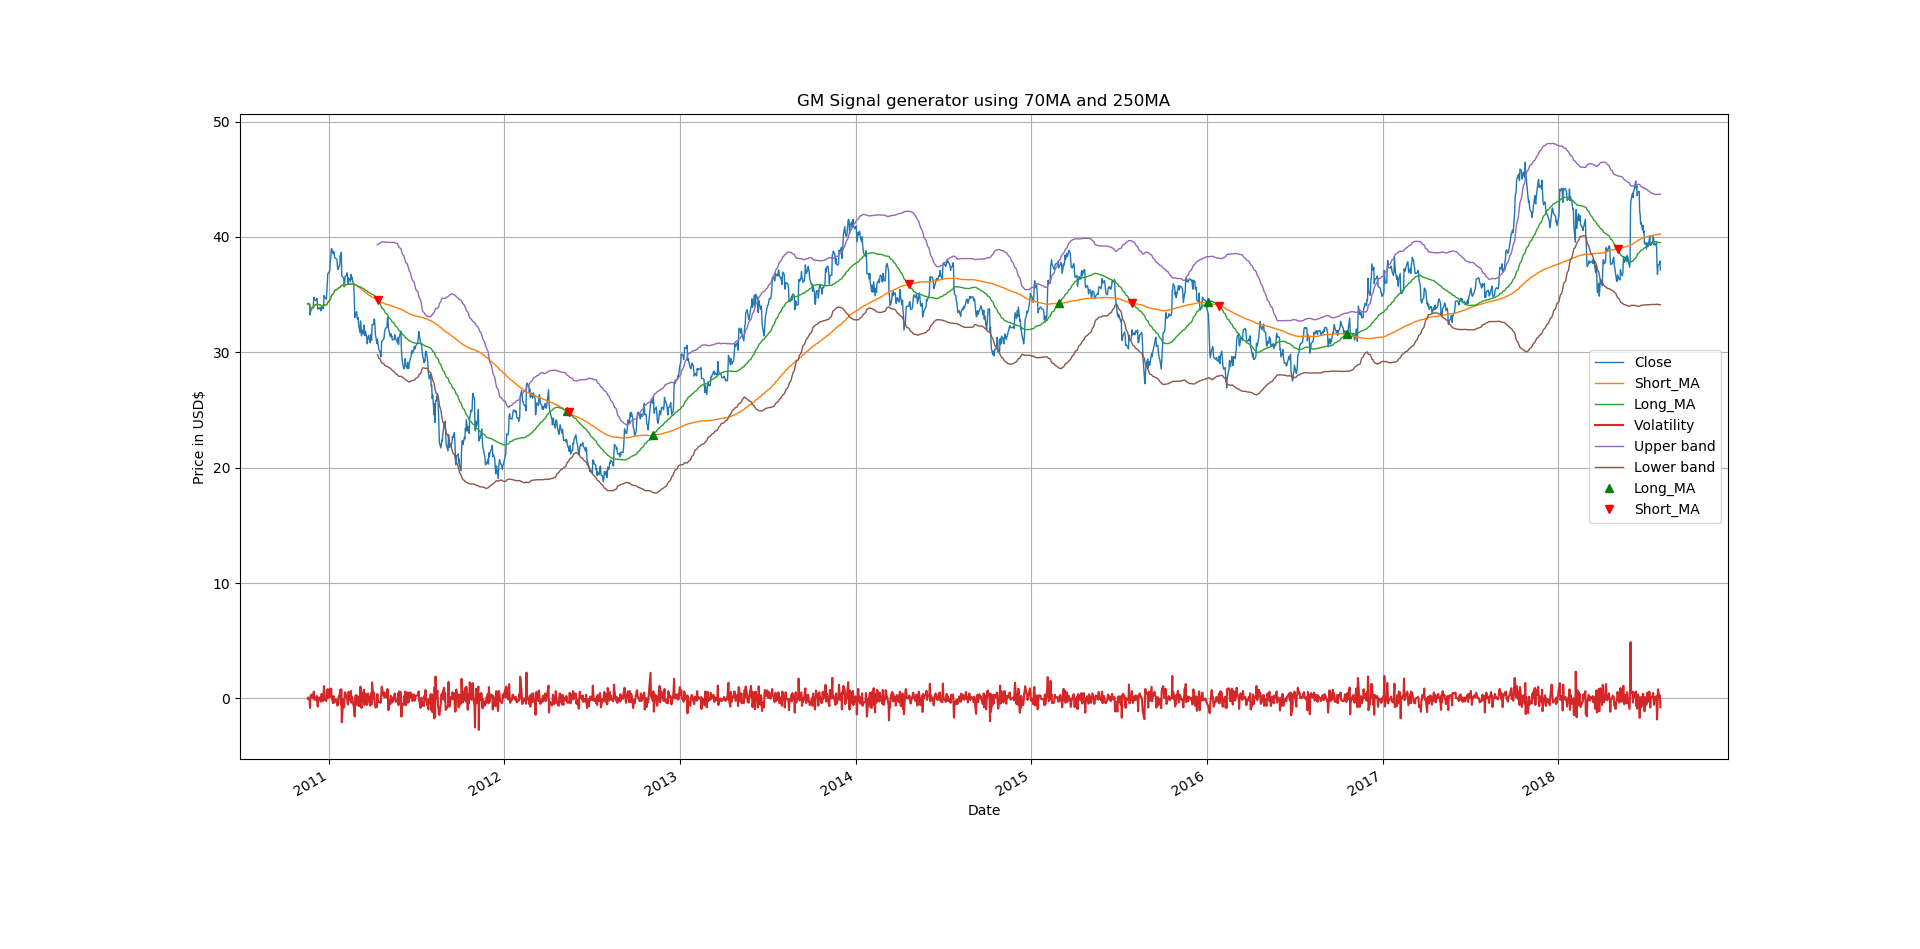 GM Signal generator using 70MA and 250MA
50
40
30
20
10
0
Price in USD$
Close
Short_MA
Long_MA
Volatility
Upper band
Lower band
Long_MA
Short_MA
2011
2012
2013
2014
2015
2016
2017
2018
Date